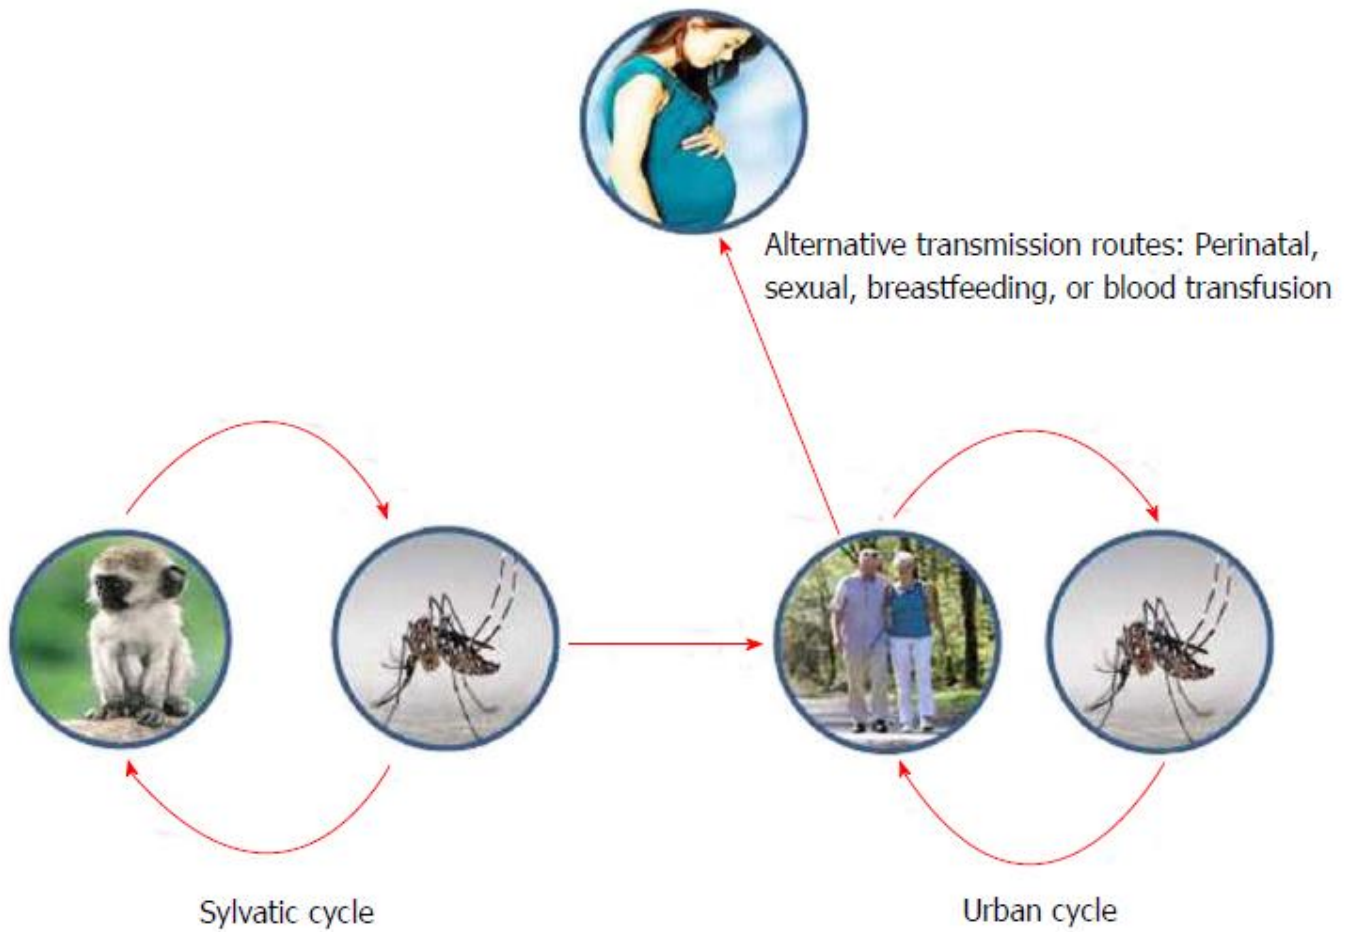 Alternative transmission routes: Perinatal,
sexual, breastfeeding, or blood transfusion
Sylvatic cycle
Urban cycle